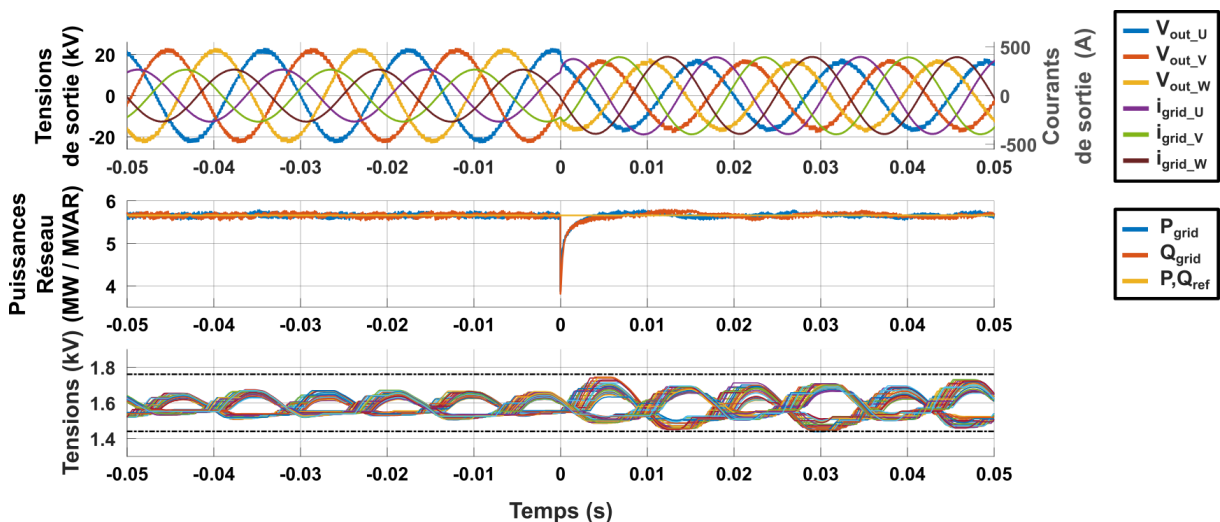 Tensions
de sortie (kV)
20
0
-20
500
0
-500
Courants
de sortie (A)
-0.05 -0.04 -0.03 -0.02 -0.01 0 0.01 0.02 0.03 0.04 0.05
V_out_U
V_out_V
V_out_W
i_grid_U
i_grid_V
i_grid_W
Puissances
Réseau
(MW / MVAR)
6
5
4
-0.05 -0.04 -0.03 -0.02 -0.01 0 0.01 0.02 0.03 0.04 0.05
P_grid
Q_grid
P,Q_ref
Tensions (kV)
1.8
1.6
1.4
-0.05 -0.04 -0.03 -0.02 -0.01 0 0.01 0.02 0.03 0.04 0.05
Temps (s)